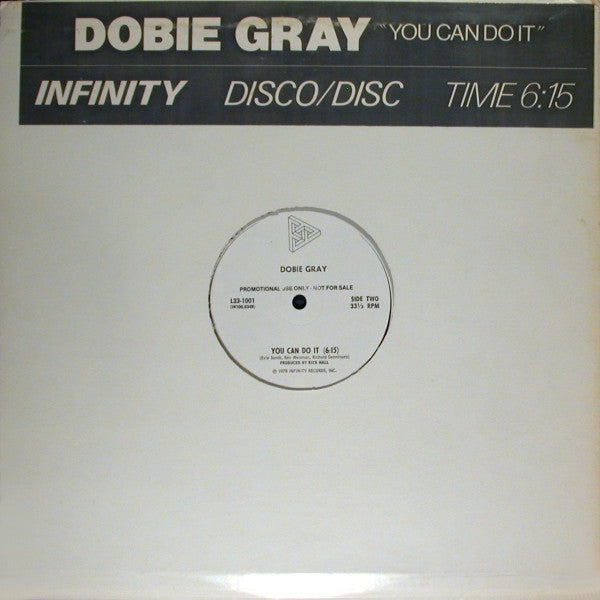 DOBIE GRAY "YOU CAN DO IT"
INFINITY DISCO/DISC TIME 6:15
DOBIE GRAY
PROMOTIONAL USE ONLY - NOT FOR SALE
L33-1001 SIDE TWO
33⅓ RPM
YOU CAN DO IT (6:15)
PRODUCED BY RICK HALL
℗ 1978 INFINITY RECORDS, INC.